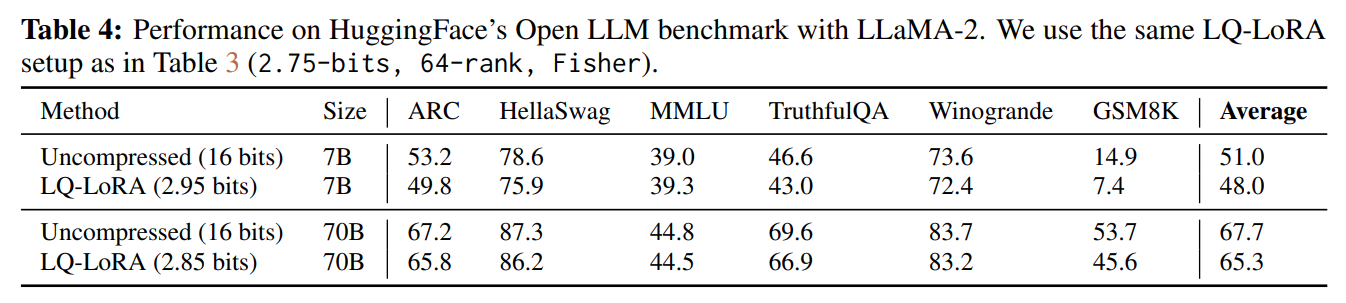 Table 4: Performance on HuggingFace's Open LLM benchmark with LLaMA-2. We use the same LQ-LoRA
setup as in Table 3 (2.75-bits, 64-rank, Fisher).
Method Size ARC HellaSwag MMLU TruthfulQA Winogrande GSM8K Average
Uncompressed (16 bits) 7B 53.2 78.6 39.0 46.6 73.6 14.9 51.0
LQ-LoRA (2.95 bits) 7B 49.8 75.9 39.3 43.0 72.4 7.4 48.0
Uncompressed (16 bits) 70B 67.2 87.3 44.8 69.6 83.7 53.7 67.7
LQ-LoRA (2.85 bits) 70B 65.8 86.2 44.5 66.9 83.2 45.6 65.3